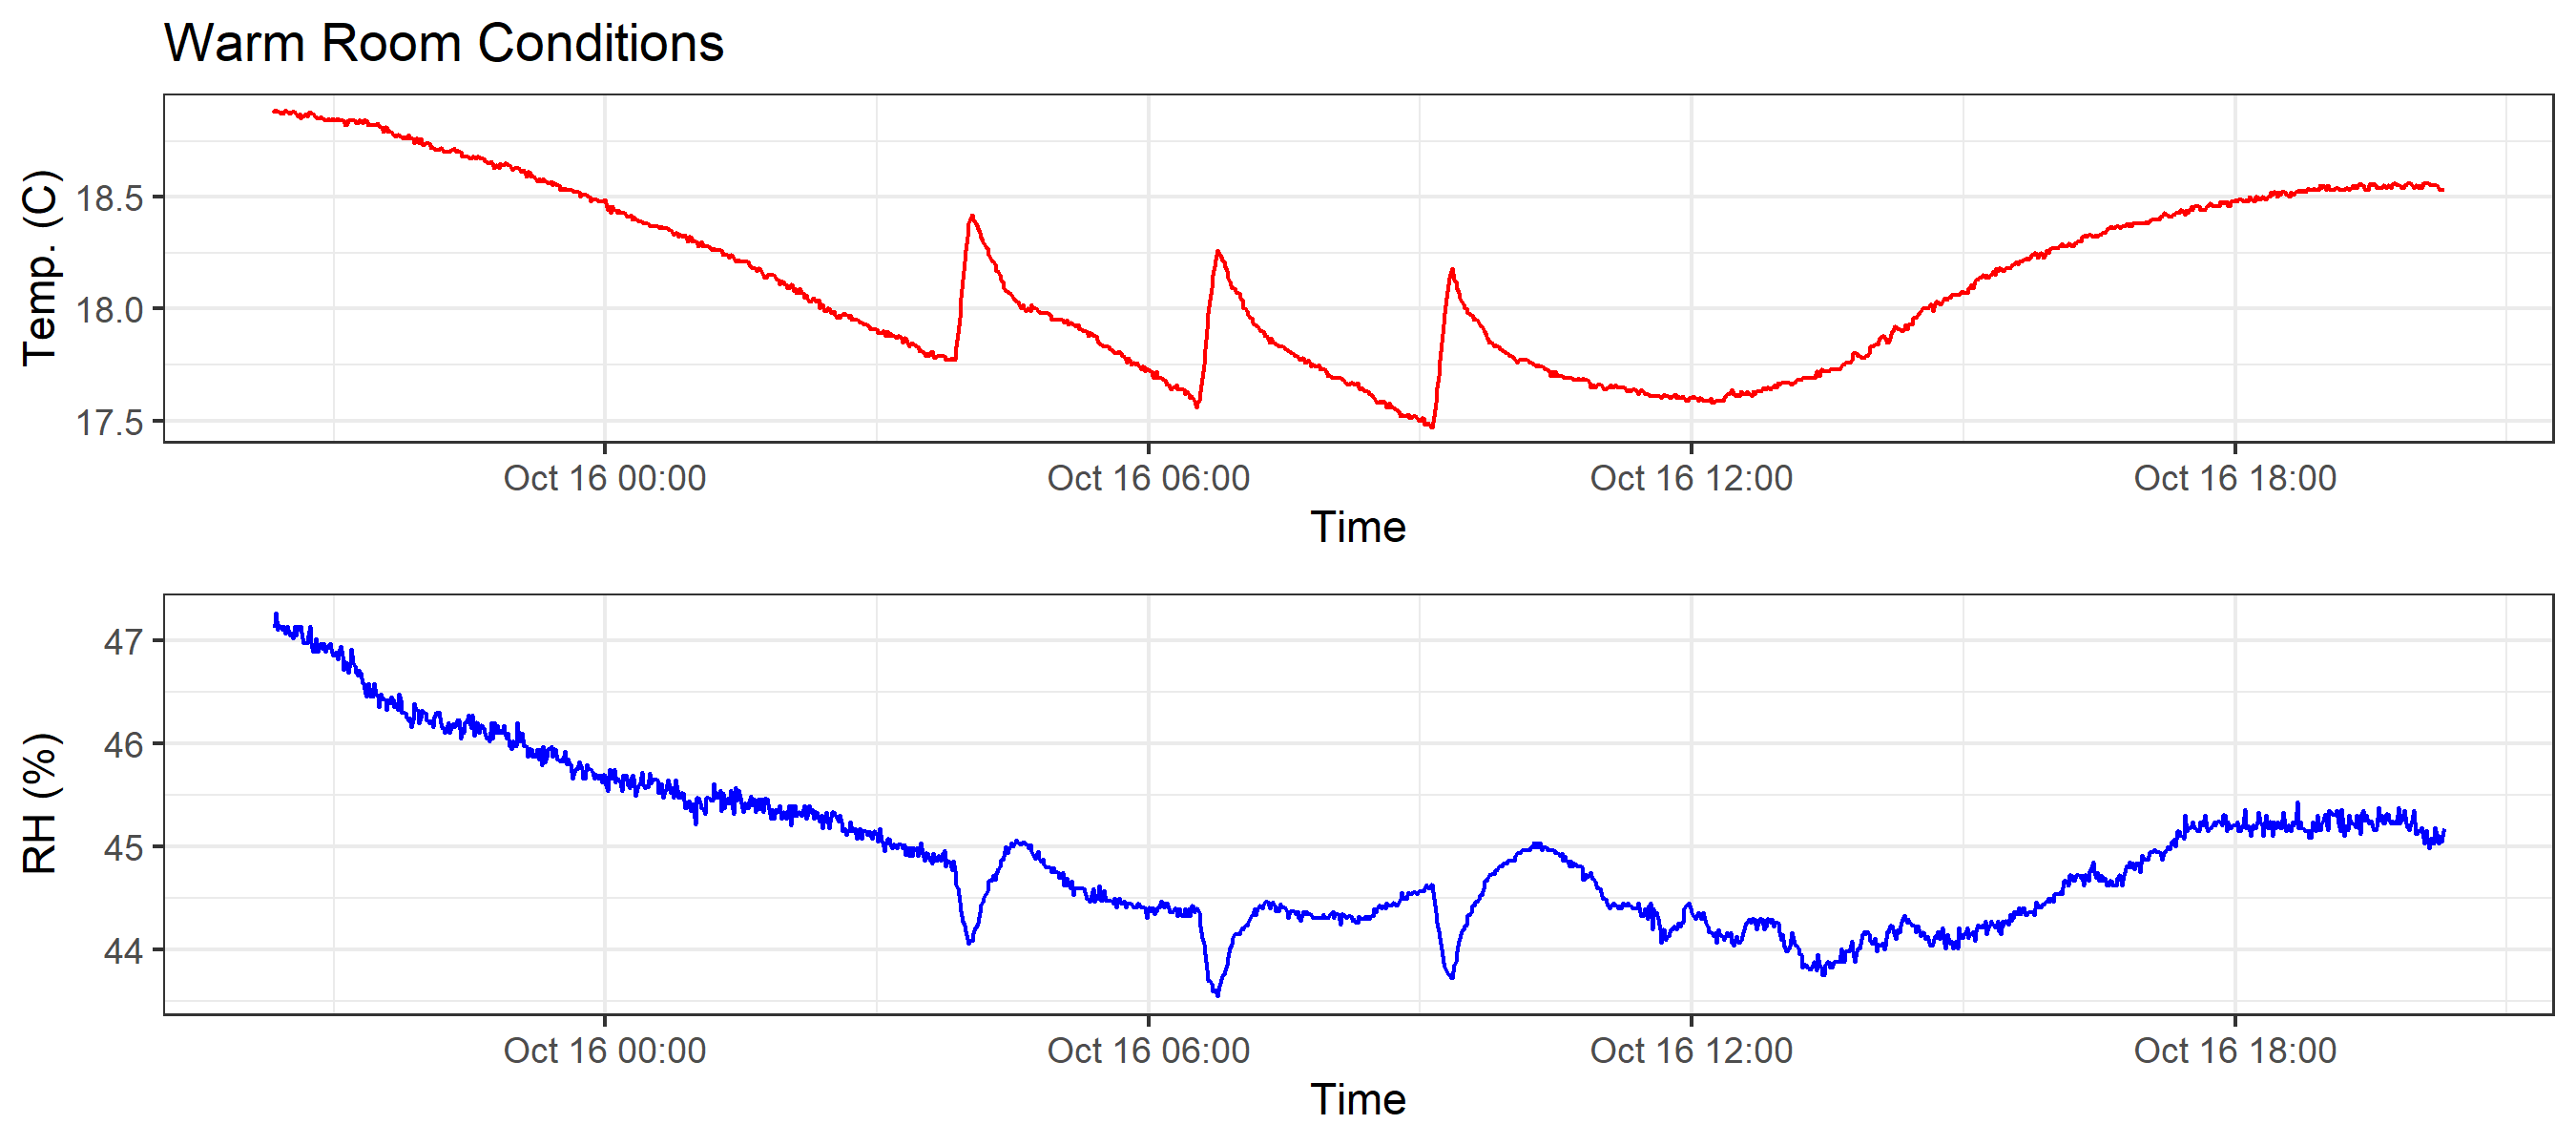 Warm Room Conditions
Temp. (C)
18.5
18.0
17.5
Oct 16 00:00 Oct 16 06:00 Oct 16 12:00 Oct 16 18:00
Time
RH (%)
47
46
45
44
Oct 16 00:00 Oct 16 06:00 Oct 16 12:00 Oct 16 18:00
Time